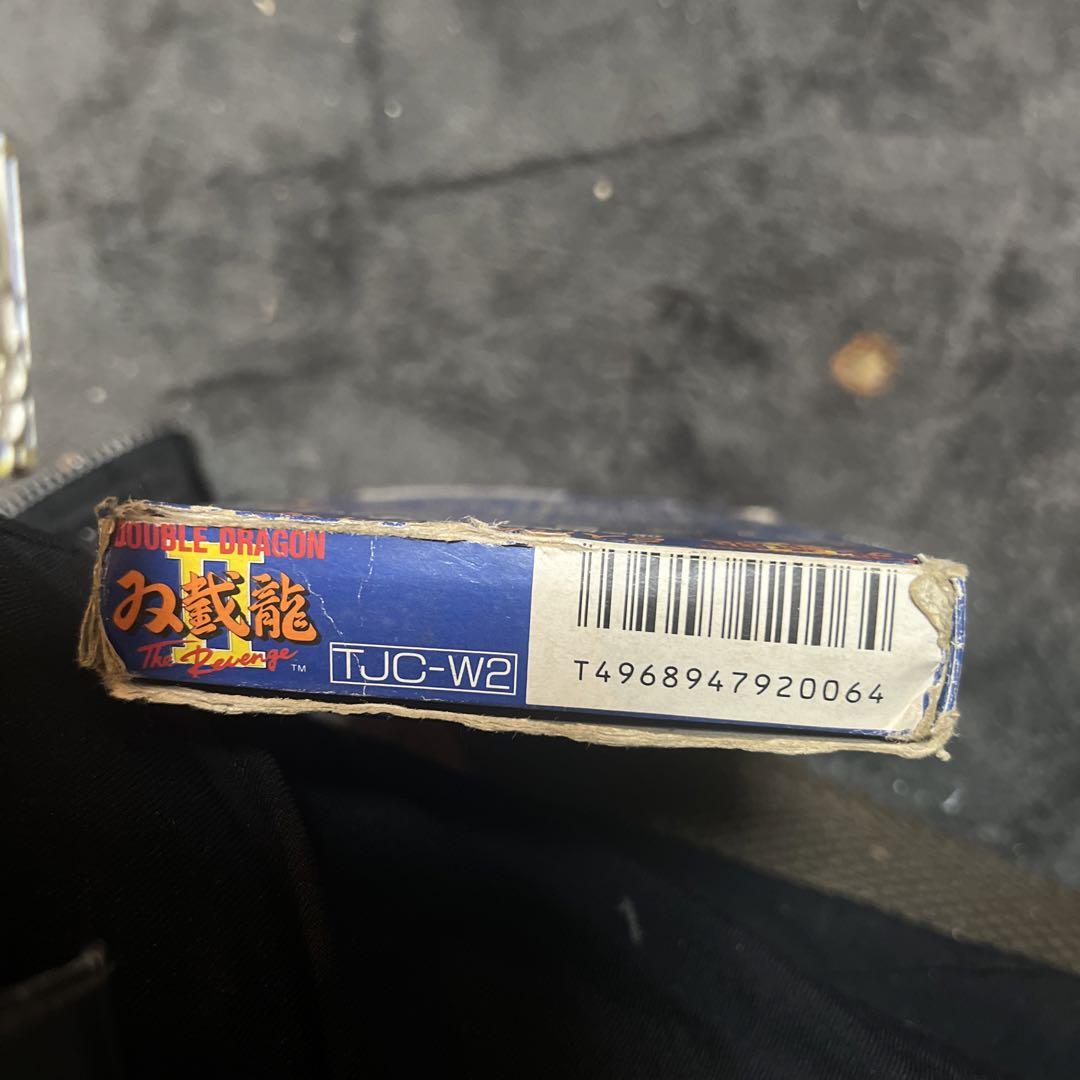 DOUBLE DRAGON
II
双截龍
The Revenge
TM
TJC-W2
T4968947920064